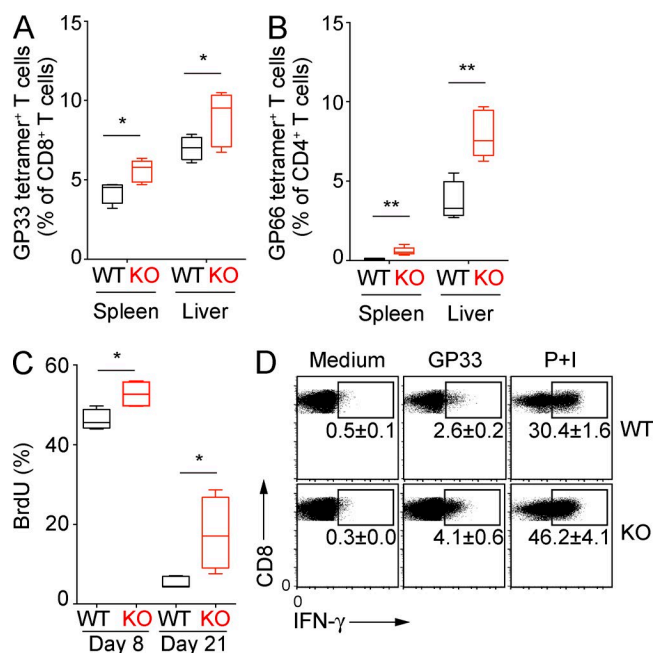 A
GP33 tetramer⁺ T cells
(% of CD8⁺ T cells)
15
10
5
0
*
*
WT KO WT KO
Spleen Liver
B
GP66 tetramer⁺ T cells
(% of CD4⁺ T cells)
15
10
5
0
**
**
WT KO WT KO
Spleen Liver
C
BrdU (%)
60
40
20
0
*
*
WT KO WT KO
Day 8 Day 21
D
Medium GP33 P+I
0.5±0.1 2.6±0.2 30.4±1.6 WT
0.3±0.0 4.1±0.6 46.2±4.1 KO
CD8
0
0
IFN-γ